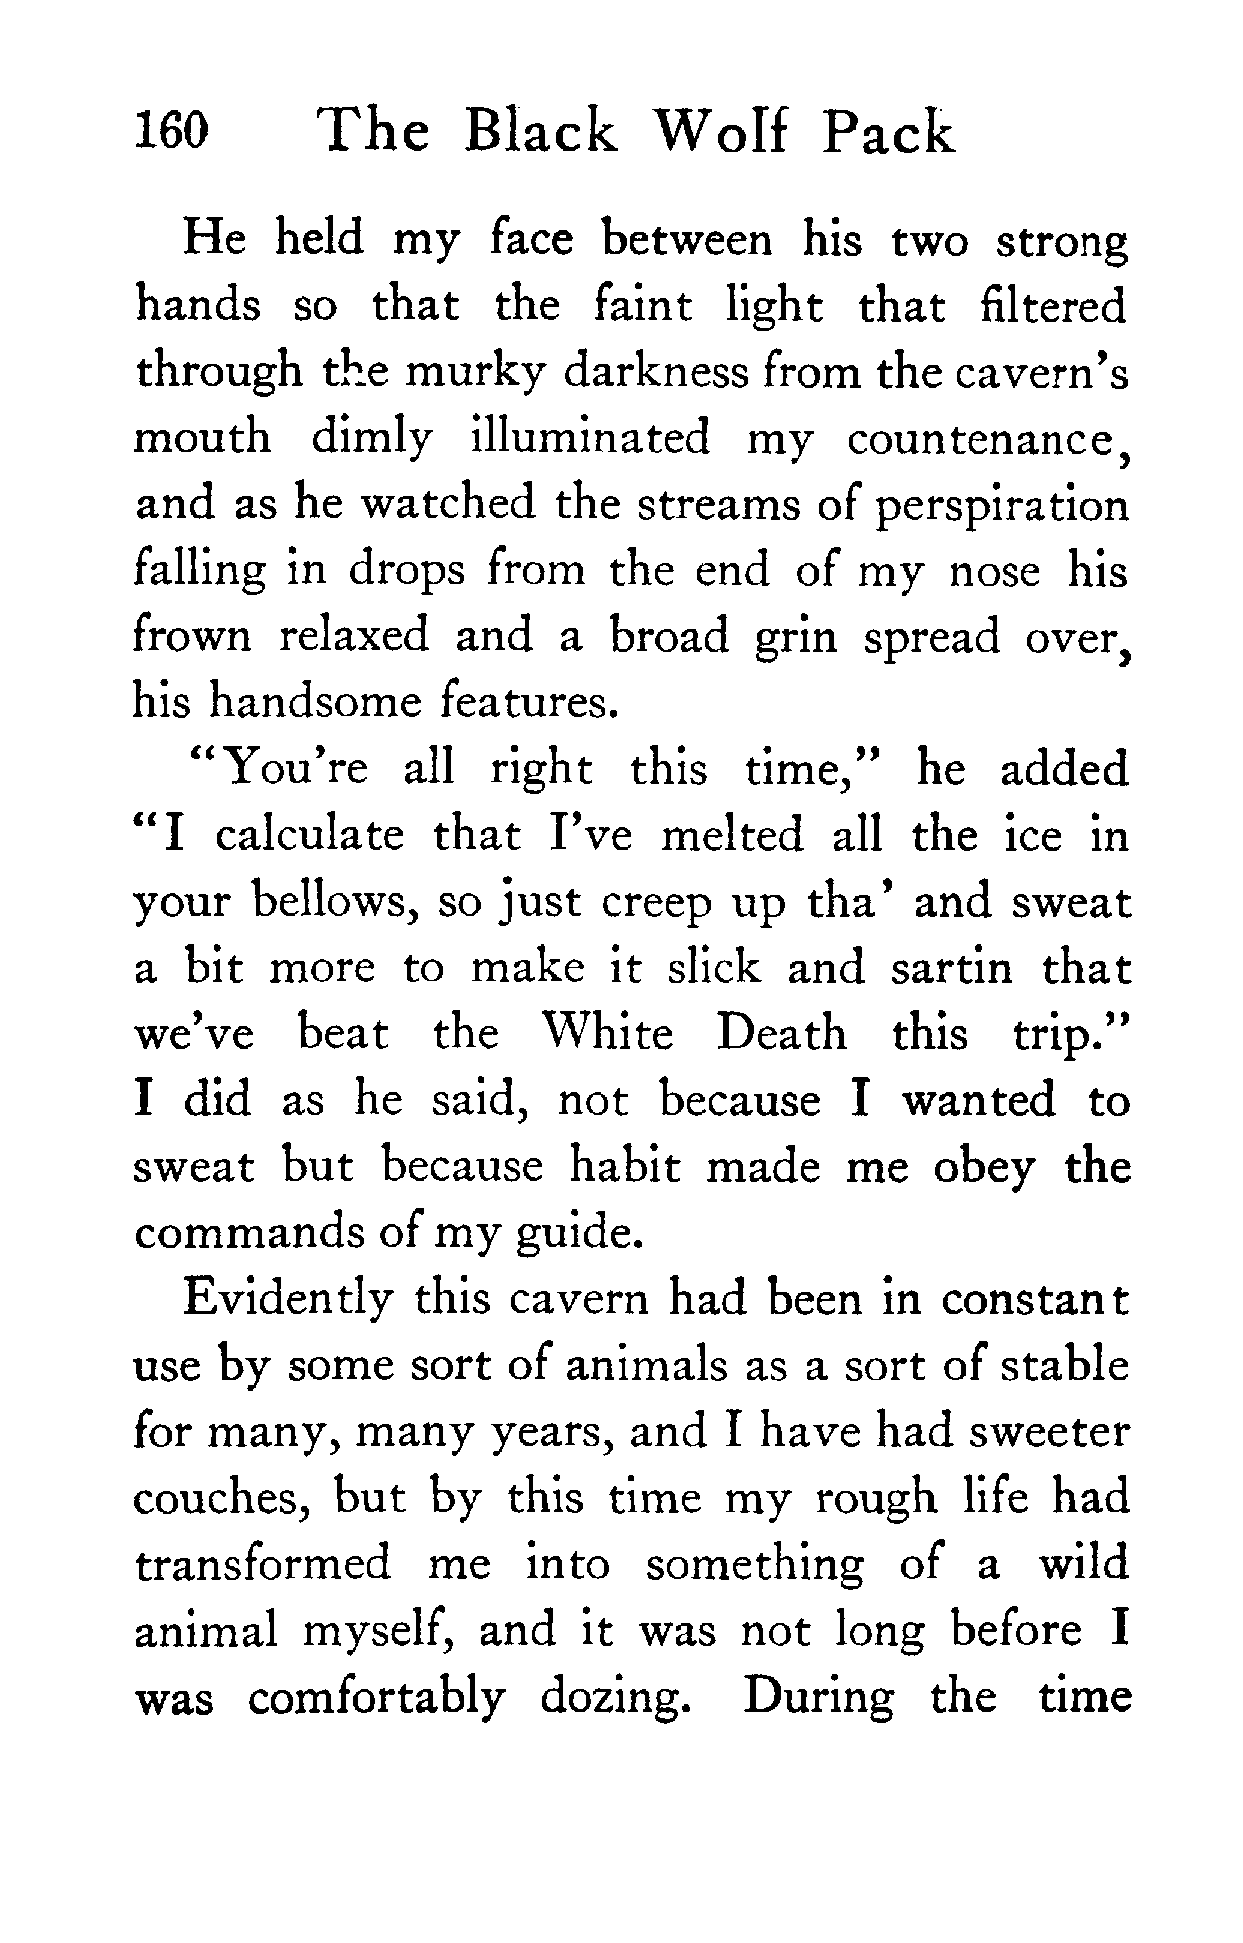 160 The Black Wolf Pack
He held my face between his two strong
hands so that the faint light that filtered
through the murky darkness from the cavern's
mouth dimly illuminated my countenance,
and as he watched the streams of perspiration
falling in drops from the end of my nose his
frown relaxed and a broad grin spread over,
his handsome features.
"You're all right this time," he added
"I calculate that I've melted all the ice in
your bellows, so just creep up tha' and sweat
a bit more to make it slick and sartin that
we've beat the White Death this trip."
I did as he said, not because I wanted to
sweat but because habit made me obey the
commands of my guide.
Evidently this cavern had been in constant
use by some sort of animals as a sort of stable
for many, many years, and I have had sweeter
couches, but by this time my rough life had
transformed me into something of a wild
animal myself, and it was not long before I
was comfortably dozing. During the time